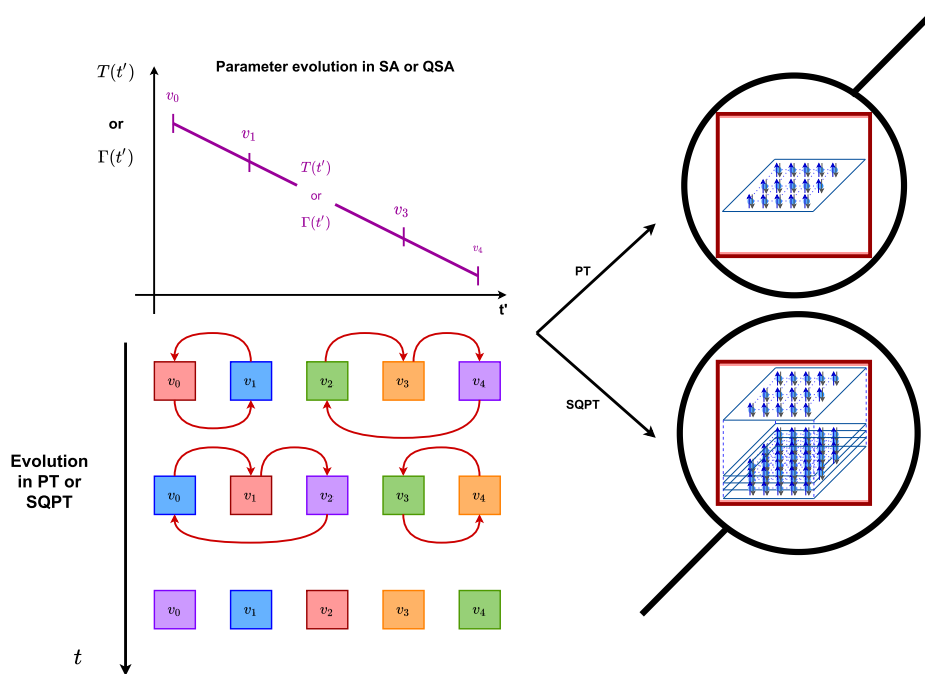 Parameter evolution in SA or QSA
T(t′)
or
Γ(t′)
v₀
v₁
T(t′)
or
Γ(t′)
v₃
v₄
t'
PT
SQPT
v₀ v₁ v₂ v₃ v₄
Evolution
in PT or
SQPT
v₀ v₁ v₂ v₃ v₄
v₀ v₁ v₂ v₃ v₄
t